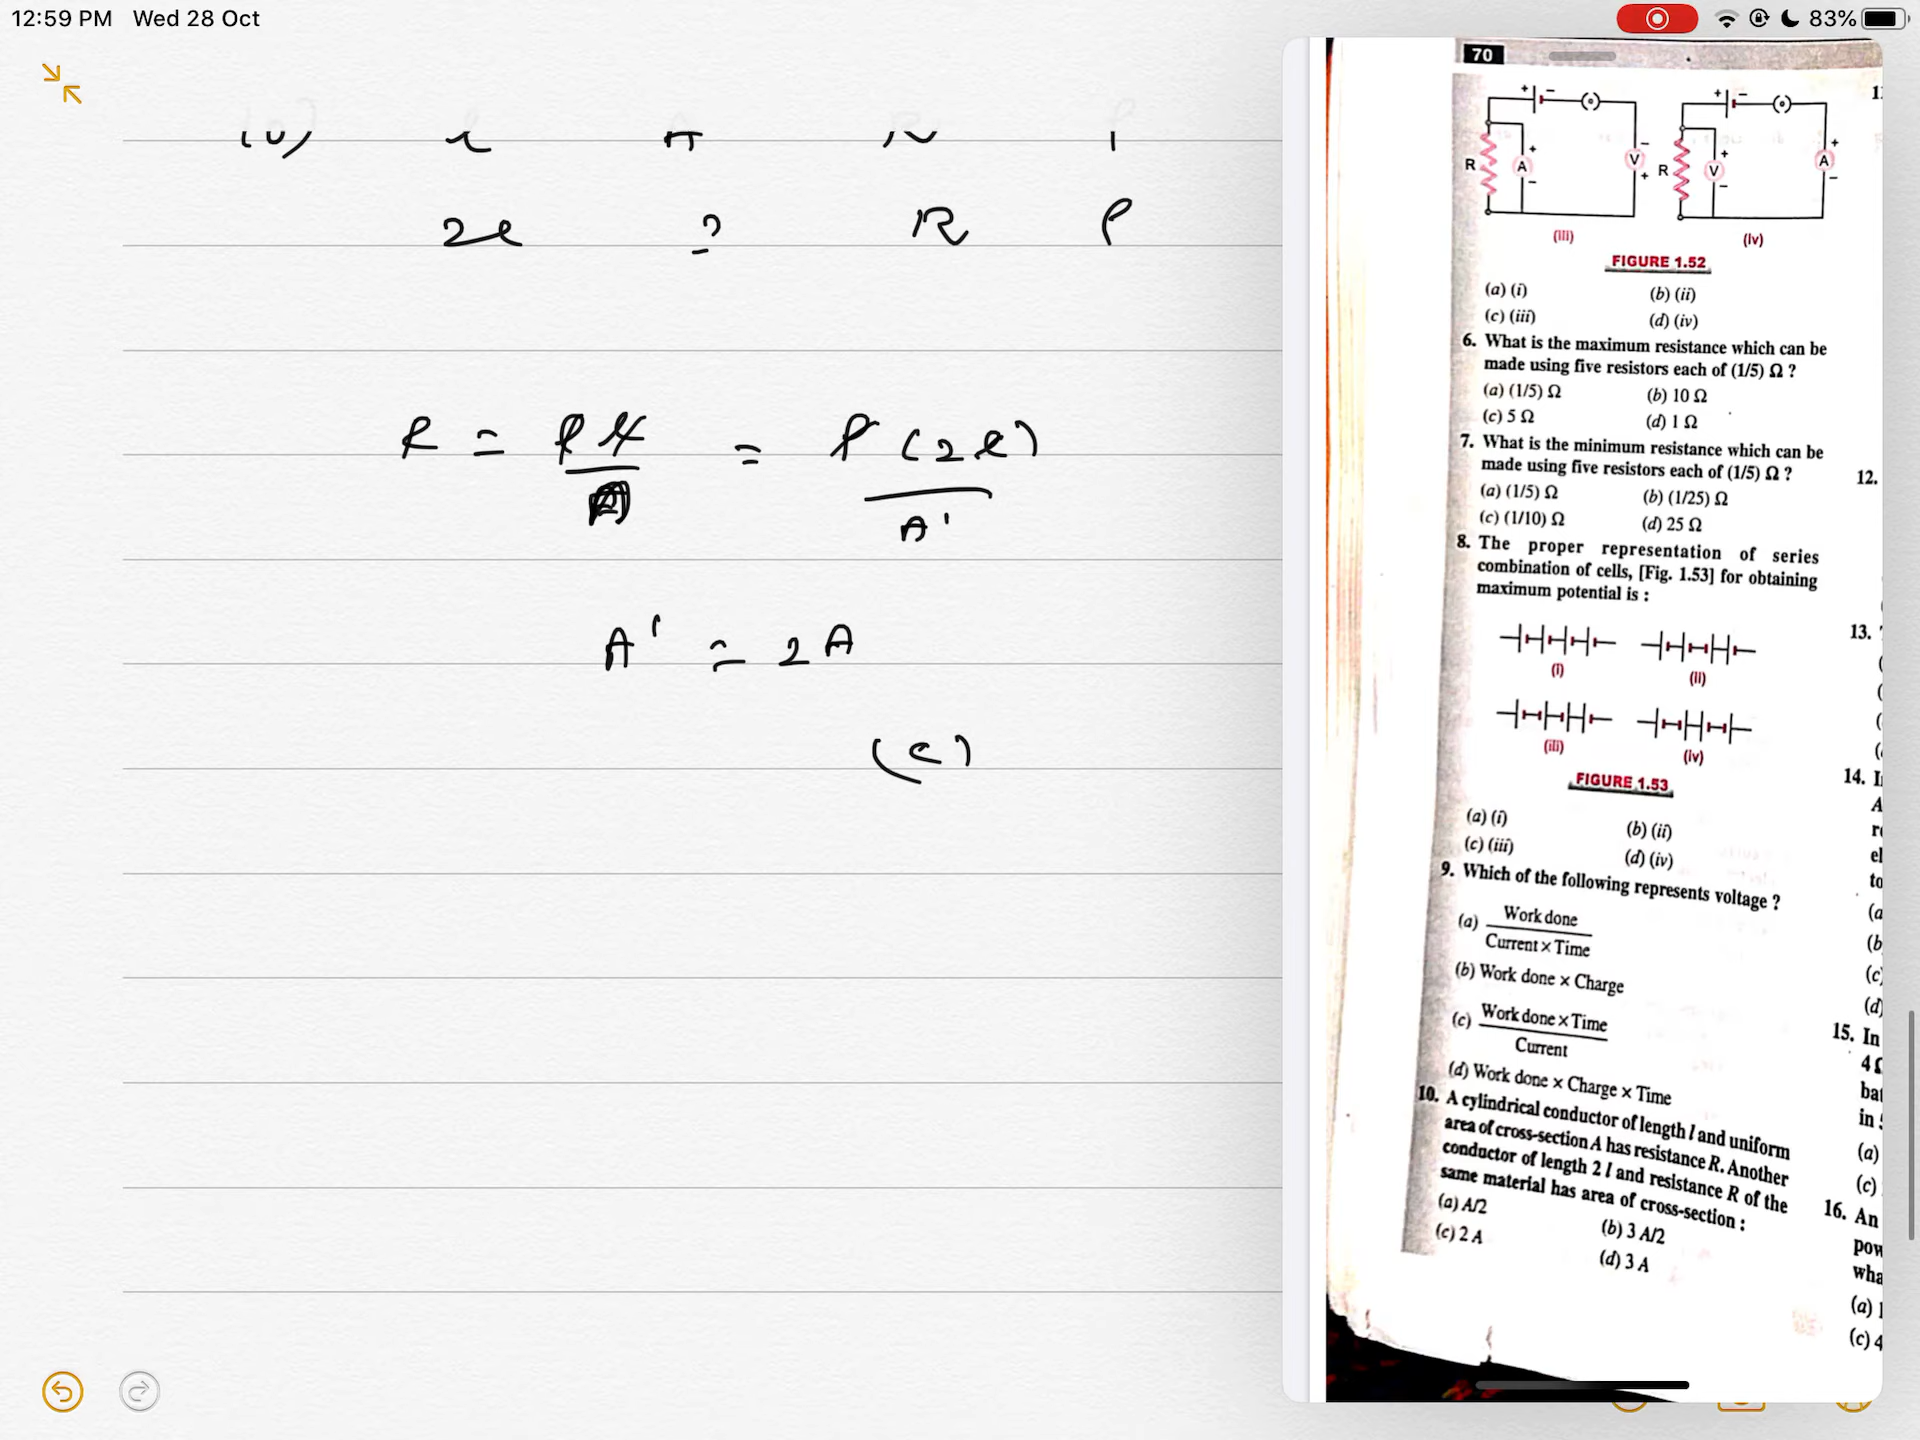 12:59 PM Wed 28 Oct
83%
2l ? R ρ
R = ρl = ρ(2l)
A A'
A' = 2A
(c)
70
+ - + -
R A + - V - + R V + - A + -
(iii) (iv)
FIGURE 1.52
(a) (i) (b) (ii)
(c) (iii) (d) (iv)
6. What is the maximum resistance which can be
made using five resistors each of (1/5) Ω ?
(a) (1/5) Ω (b) 10 Ω
(c) 5 Ω (d) 1 Ω
7. What is the minimum resistance which can be
made using five resistors each of (1/5) Ω ?
(a) (1/5) Ω (b) (1/25) Ω
(c) (1/10) Ω (d) 25 Ω
8. The proper representation of series
combination of cells, [Fig. 1.53] for obtaining
maximum potential is :
(i) (ii)
(iii) (iv)
FIGURE 1.53
(a) (i) (b) (ii)
(c) (iii) (d) (iv)
9. Which of the following represents voltage ?
(a) Work done
Current × Time
(b) Work done × Charge
(c) Work done × Time
Current
(d) Work done × Charge × Time
10. A cylindrical conductor of length l and uniform
area of cross-section A has resistance R. Another
conductor of length 2 l and resistance R of the
same material has area of cross-section :
(a) A/2 (b) 3 A/2
(c) 2 A (d) 3 A
12.
13.
14.
15. In
16. An